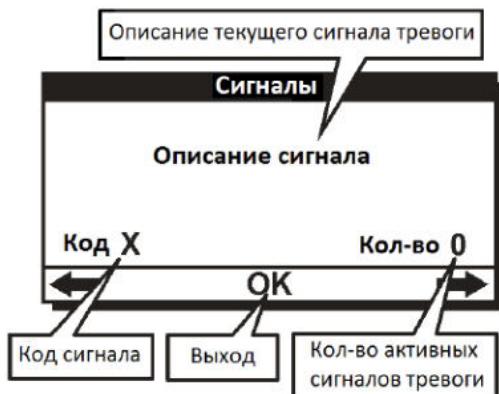 Описание текущего сигнала тревоги
Сигналы
Описание сигнала
Код X
Кол-во 0
OK
Код сигнала
Выход
Кол-во активных
сигналов тревоги